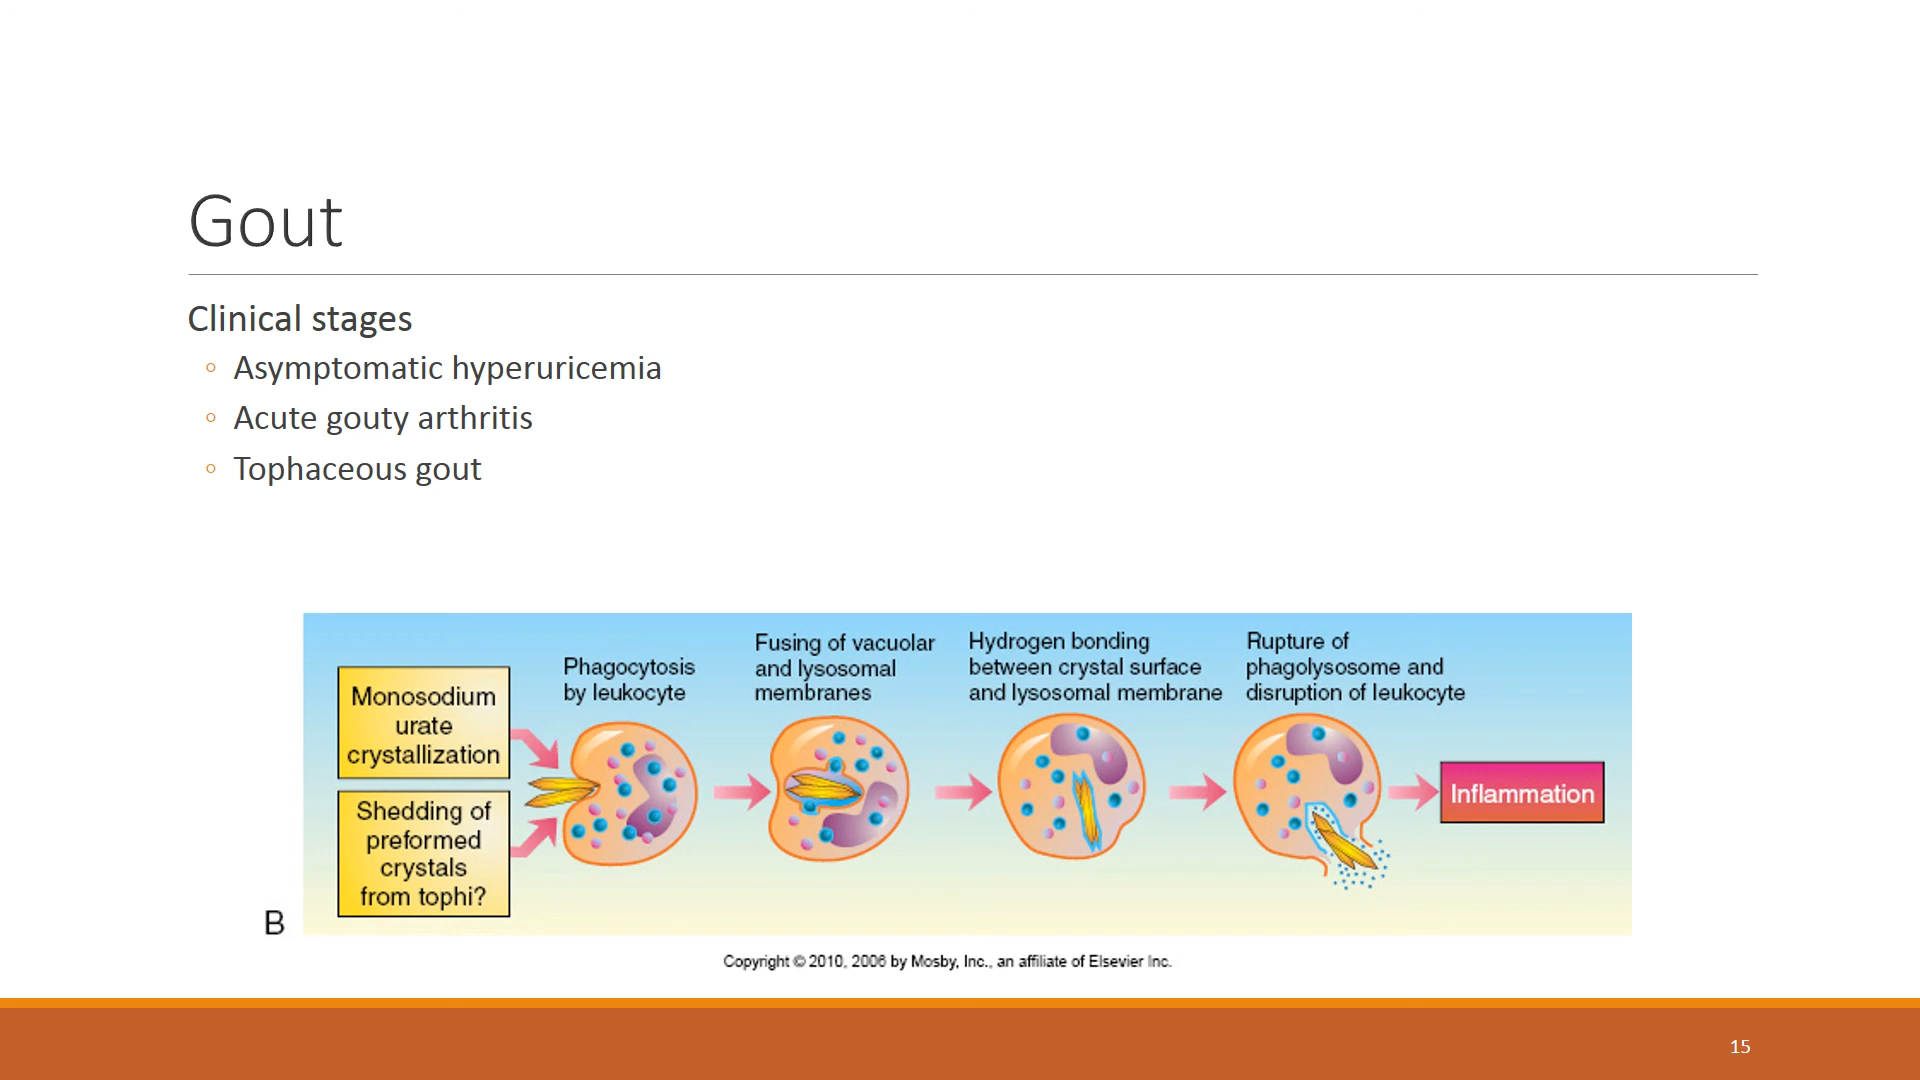 Gout
Clinical stages
◦ Asymptomatic hyperuricemia
◦ Acute gouty arthritis
◦ Tophaceous gout
Monosodium
urate
crystallization
Shedding of
preformed
crystals
from tophi?
Phagocytosis
by leukocyte
Fusing of vacuolar
and lysosomal
membranes
Hydrogen bonding
between crystal surface
and lysosomal membrane
Rupture of
phagolysosome and
disruption of leukocyte
Inflammation
B
Copyright © 2010, 2006 by Mosby, Inc., an affiliate of Elsevier Inc.
15